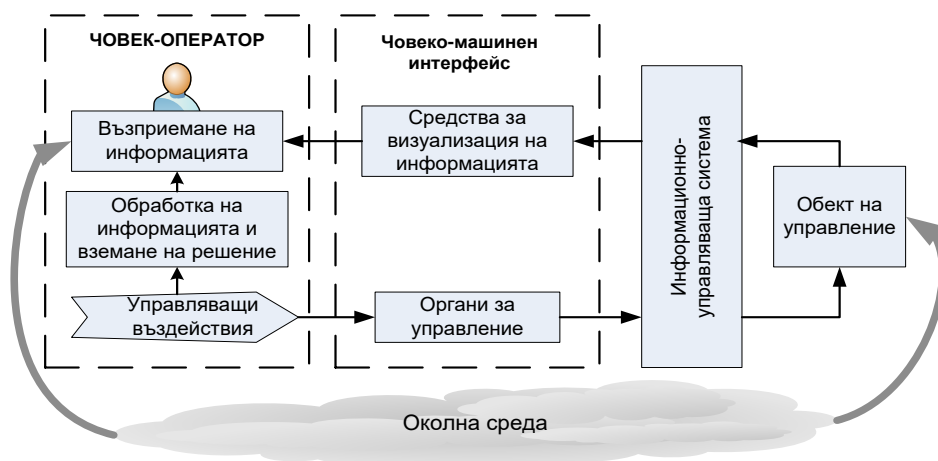 ЧОВЕК-ОПЕРАТОР
Възприемане на
информацията
Обработка на
информацията и
вземане на решение
Управляващи
въздействия
Човеко-машинен
интерфейс
Средства за
визуализация на
информацията
Органи за
управление
Информационно-
управляваща система
Обект на
управление
Околна среда